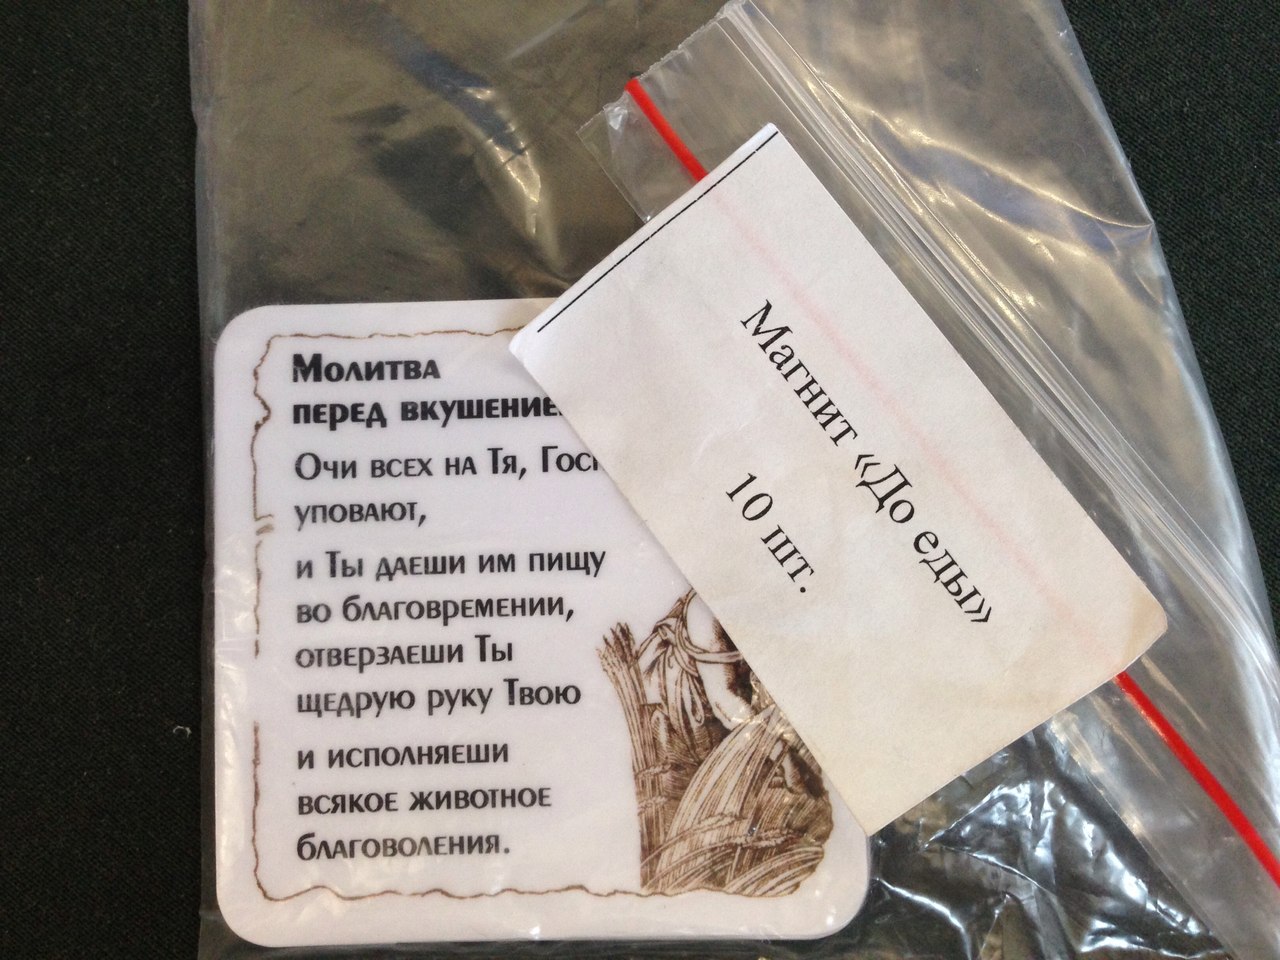 Молитва
перед вкушение
Очи всех на Тя, Гос
уповают,
и Ты даеши им пищу
во благовремении,
отверзаеши Ты
щедрую руку Твою
и исполняеши
всякое животное
благоволения.
Магнит «До еды»
10 шт.